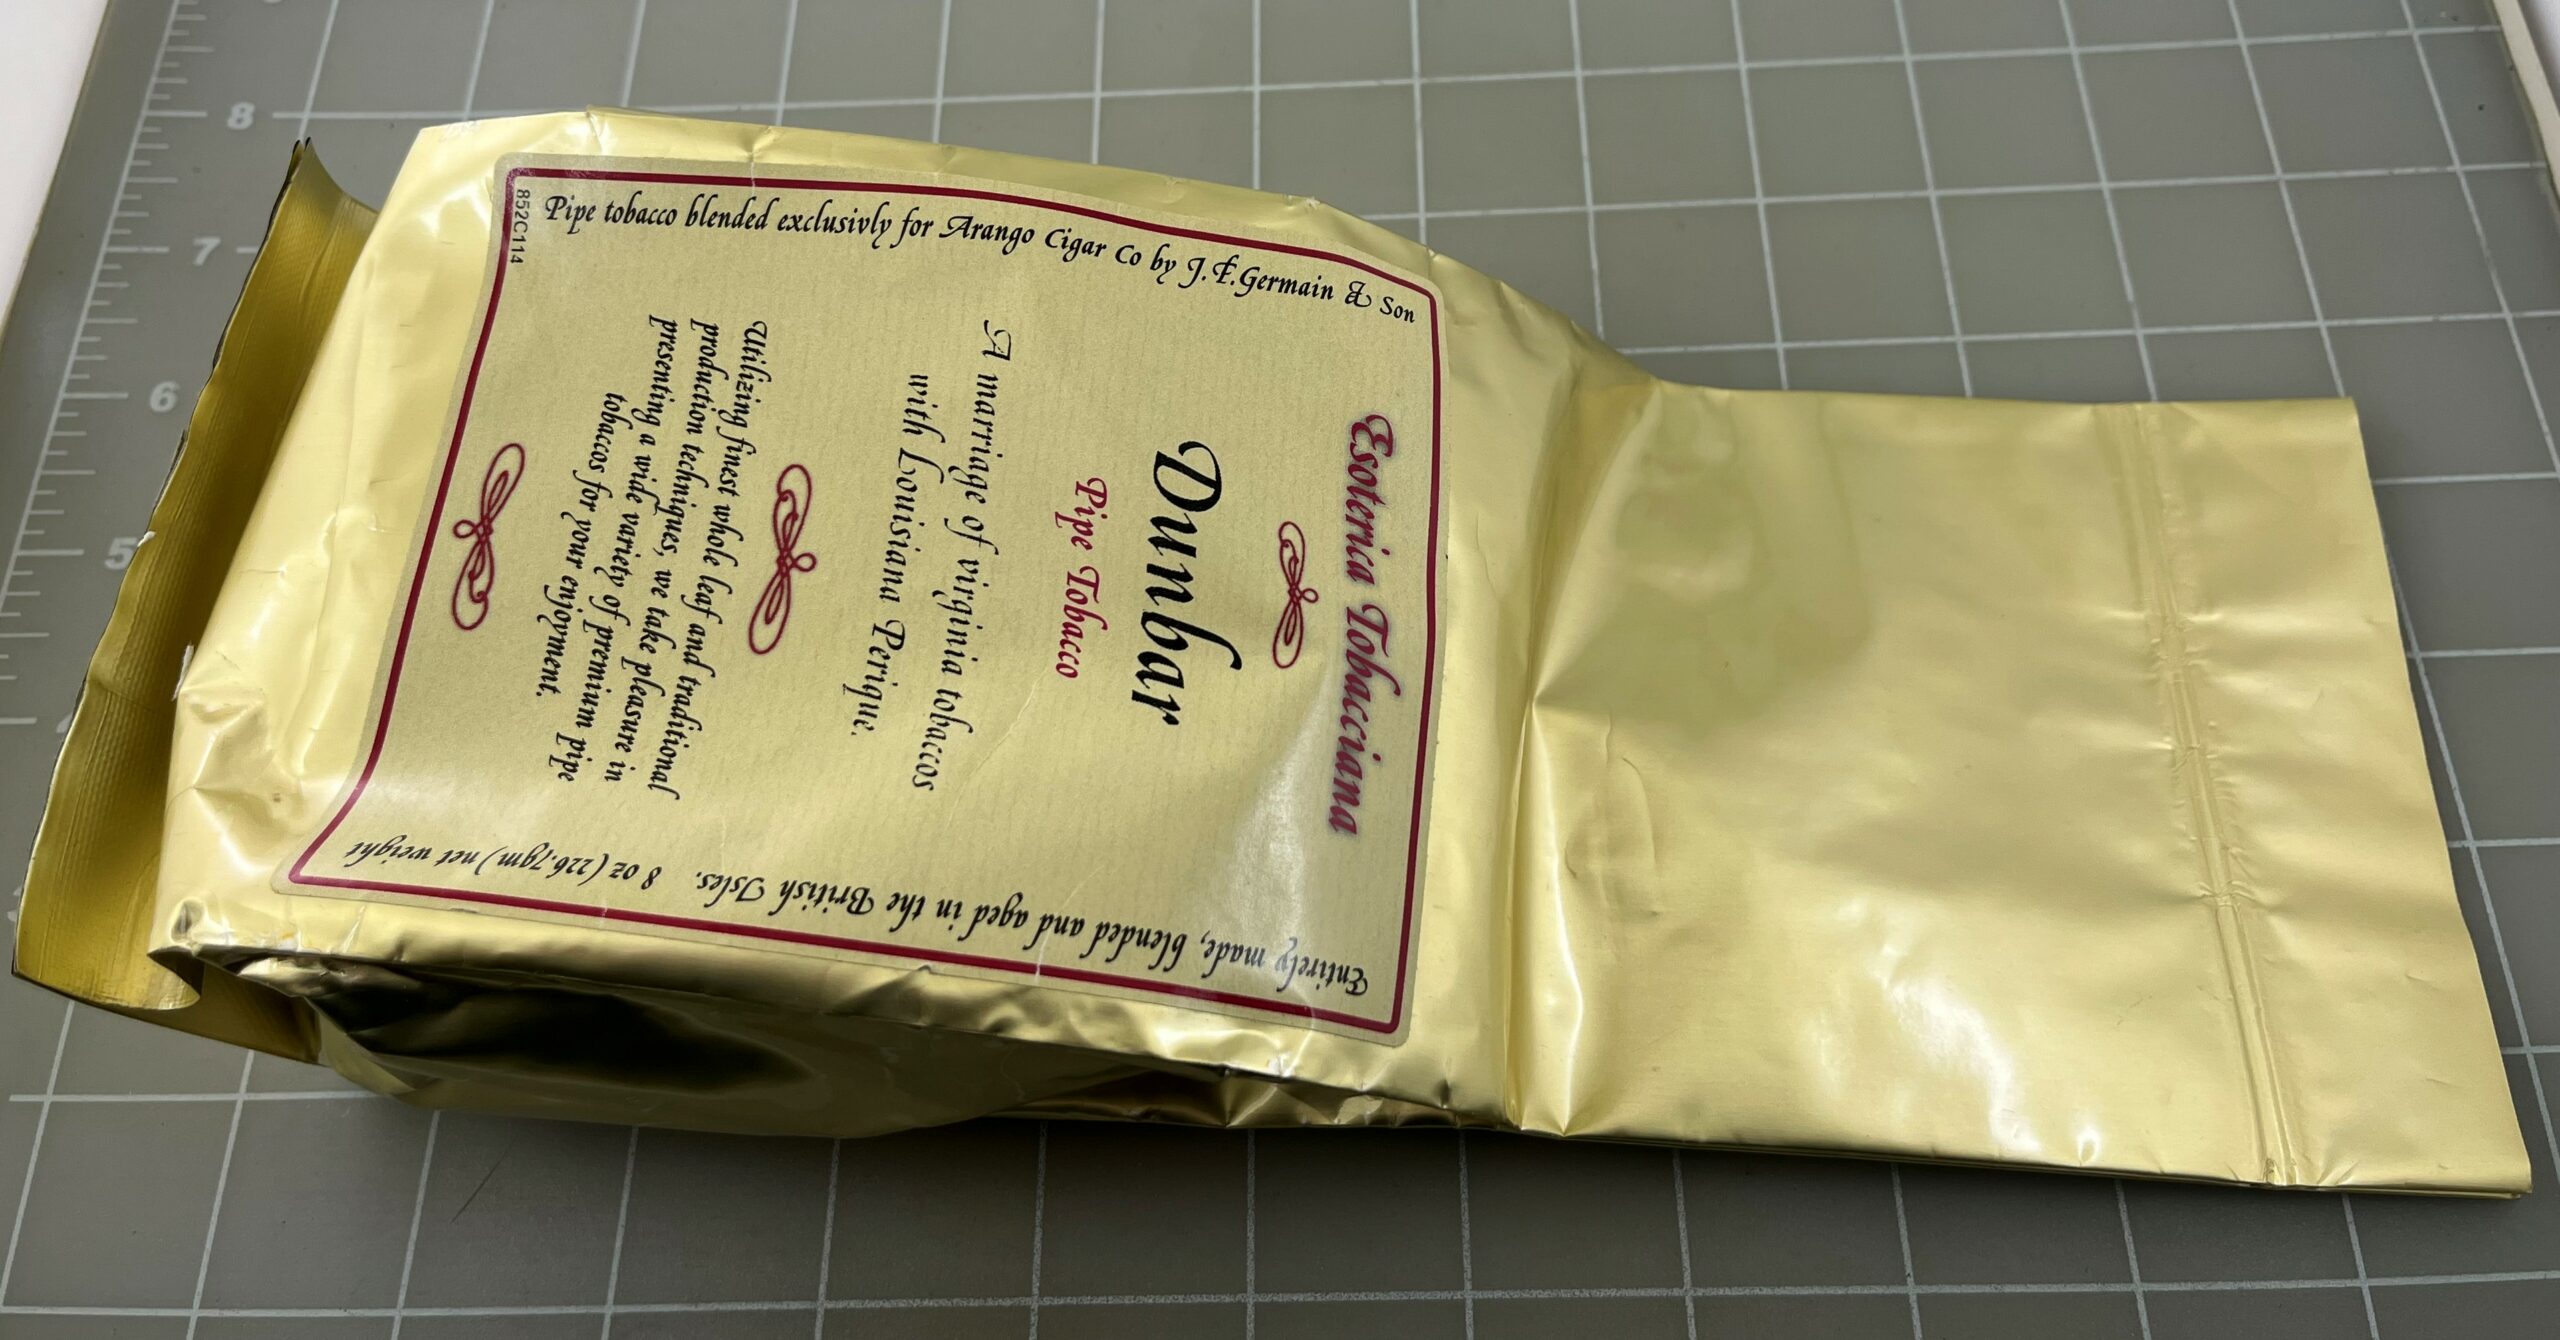 Esoterica Tobacciana
Dunbar
Pipe Tobacco
A marriage of virginia tobaccos
with Louisiana Perique.
Utilizing finest whole leaf and traditional
production techniques, we take pleasure in
presenting a wide variety of premium pipe
tobaccos for your enjoyment.
Pipe tobacco blended exclusivly for Arango Cigar Co by J.F.Germain & Son
Entirely made, blended and aged in the British Isles. 8 oz (226.7gm) net weight
852C114
8
7
6
5